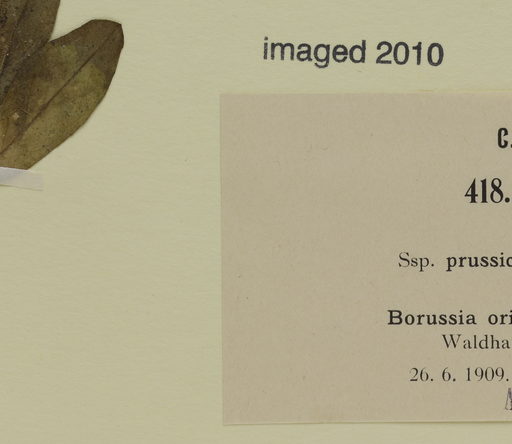 imaged 2010
C.
418.
Ssp. prussic
Borussia ori
Waldha
26. 6. 1909.